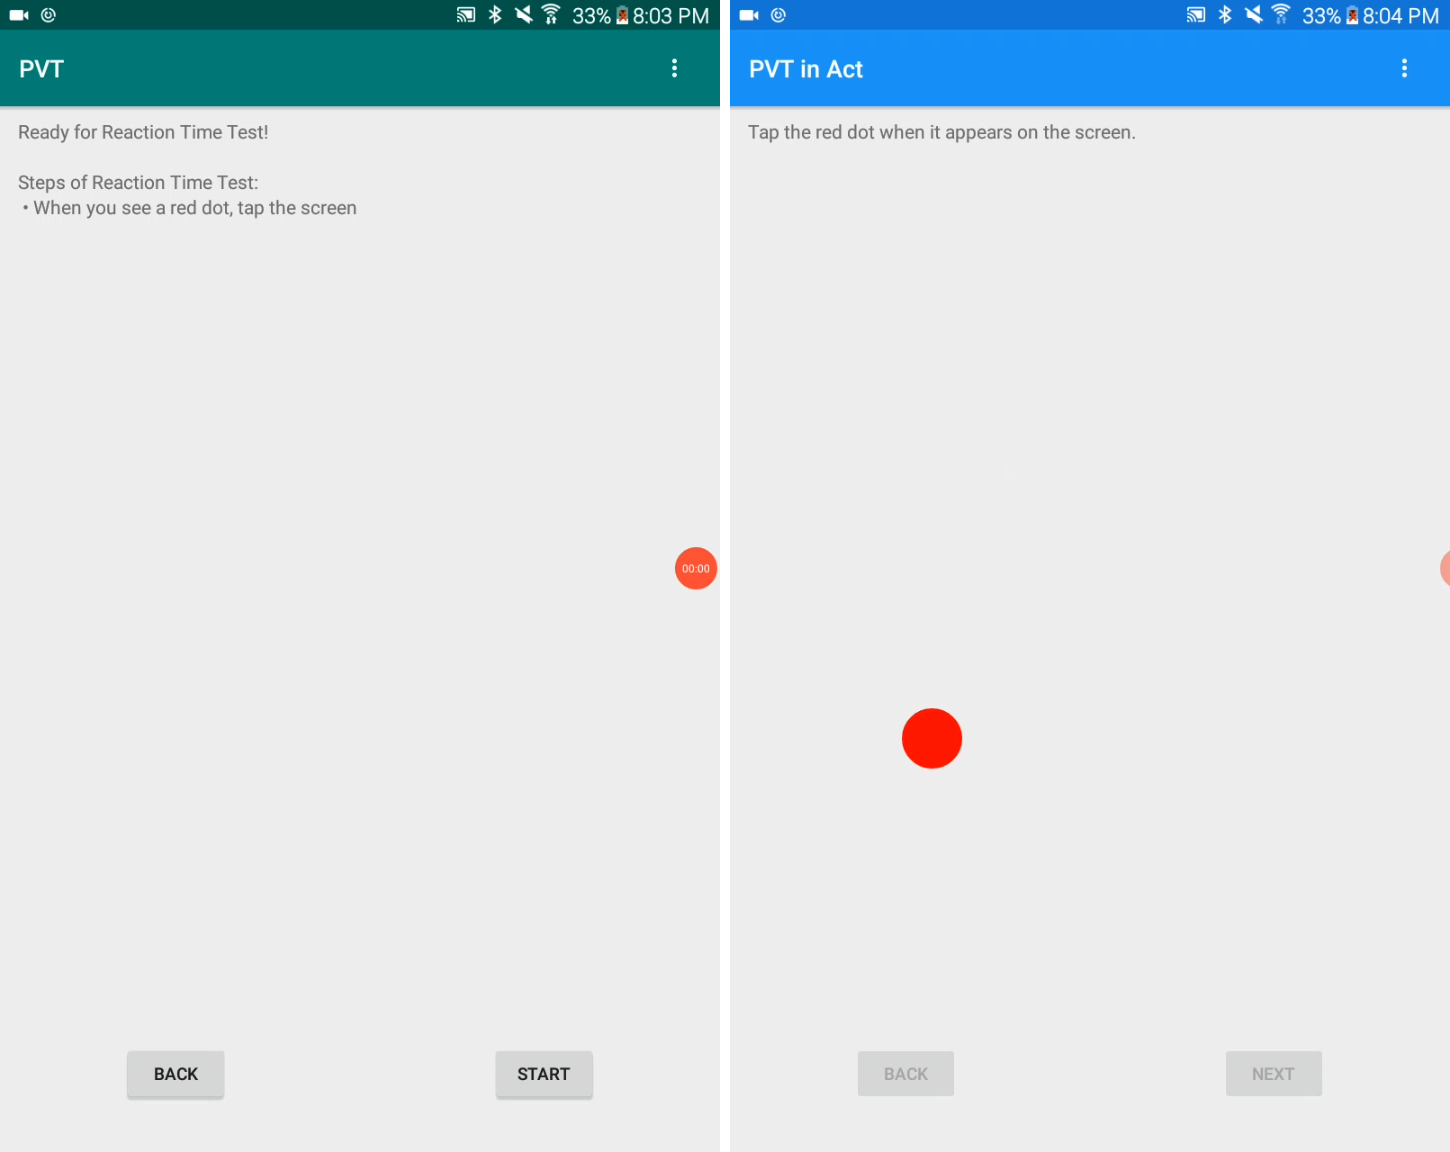 33% 8:03 PM
PVT
Ready for Reaction Time Test!
Steps of Reaction Time Test:
• When you see a red dot, tap the screen
00:00
BACK
START
33% 8:04 PM
PVT in Act
Tap the red dot when it appears on the screen.
BACK
NEXT